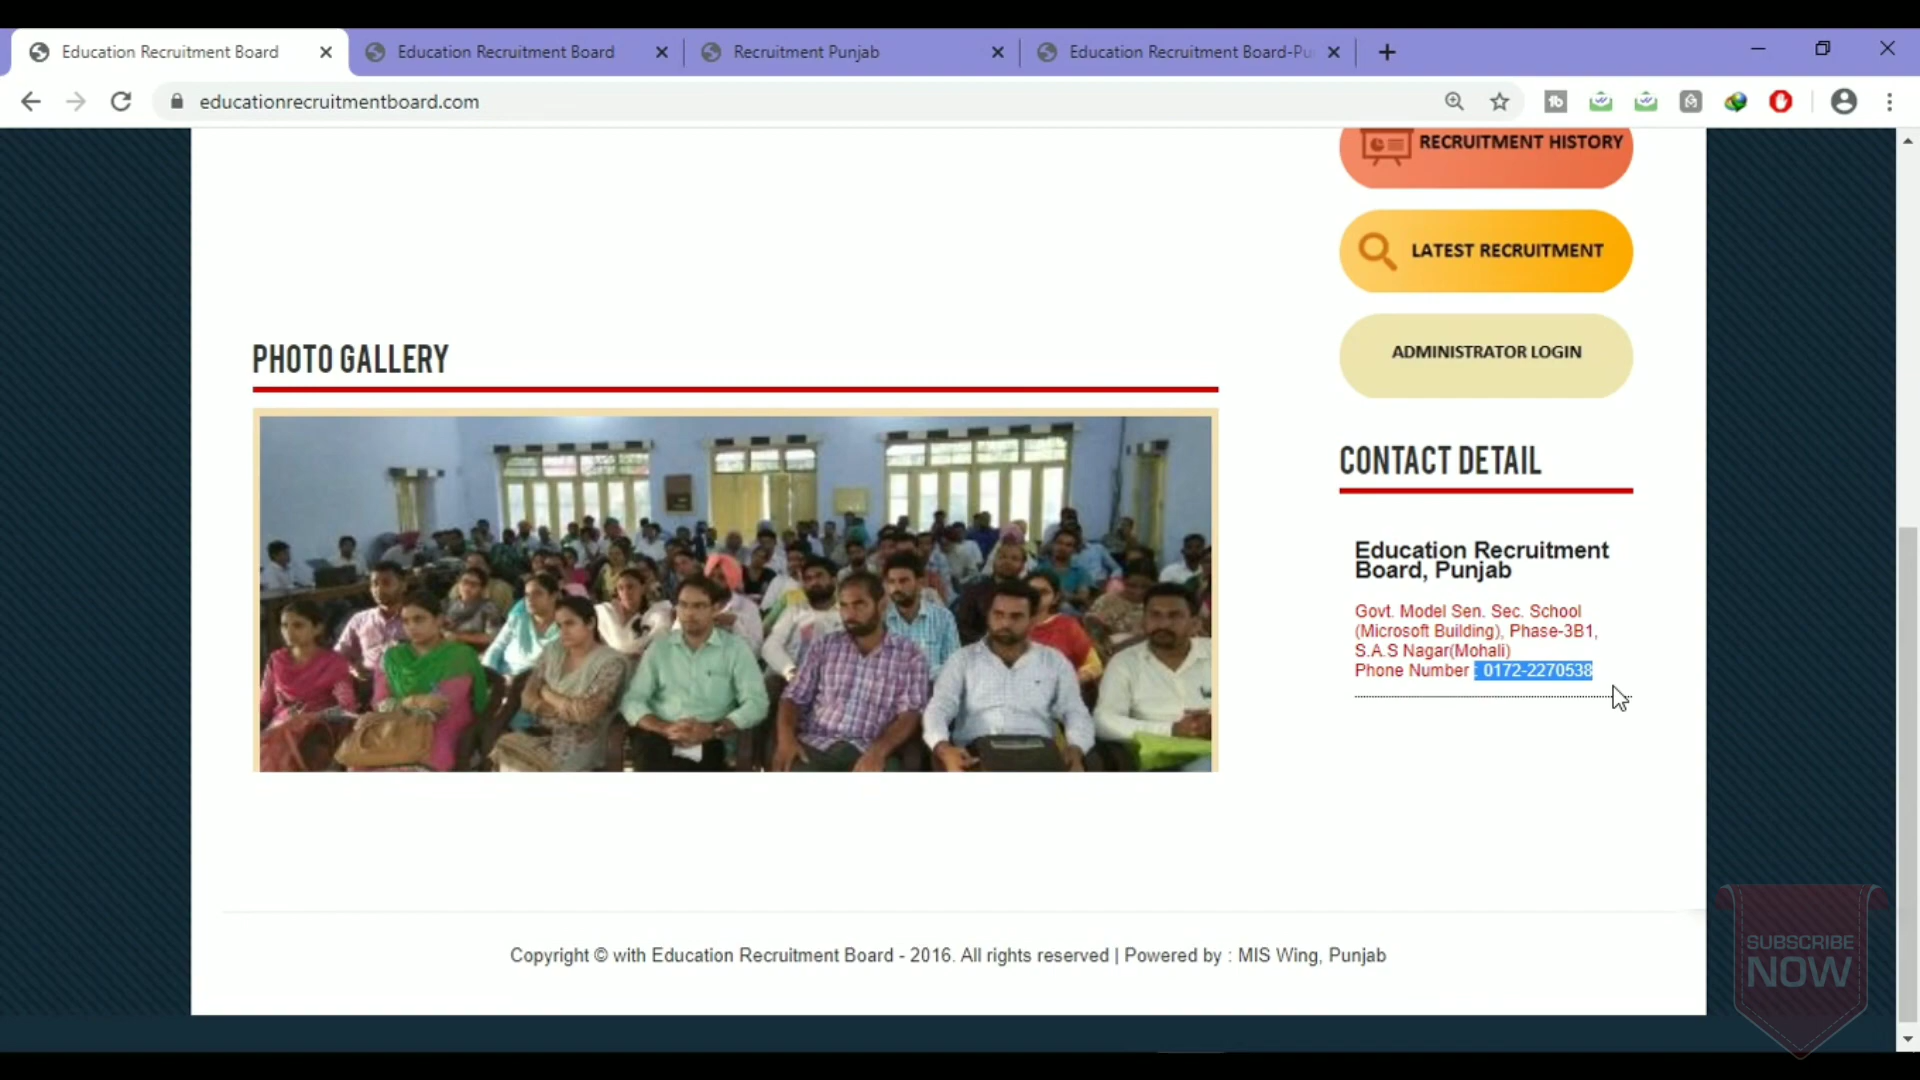 Education Recruitment Board
Education Recruitment Board
Recruitment Punjab
Education Recruitment Board-Pu
educationrecruitmentboard.com
RECRUITMENT HISTORY
LATEST RECRUITMENT
ADMINISTRATOR LOGIN
PHOTO GALLERY
CONTACT DETAIL
Education Recruitment
Board, Punjab
Govt. Model Sen. Sec. School
(Microsoft Building), Phase-3B1,
S.A.S Nagar(Mohali)
Phone Number : 0172-2270538
Copyright © with Education Recruitment Board - 2016. All rights reserved | Powered by : MIS Wing, Punjab
SUBSCRIBE
NOW